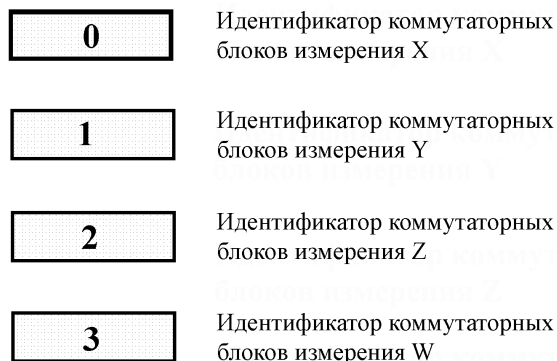 0
Идентификатор коммутаторных
блоков измерения X
1
Идентификатор коммутаторных
блоков измерения Y
2
Идентификатор коммутаторных
блоков измерения Z
3
Идентификатор коммутаторных
блоков измерения W